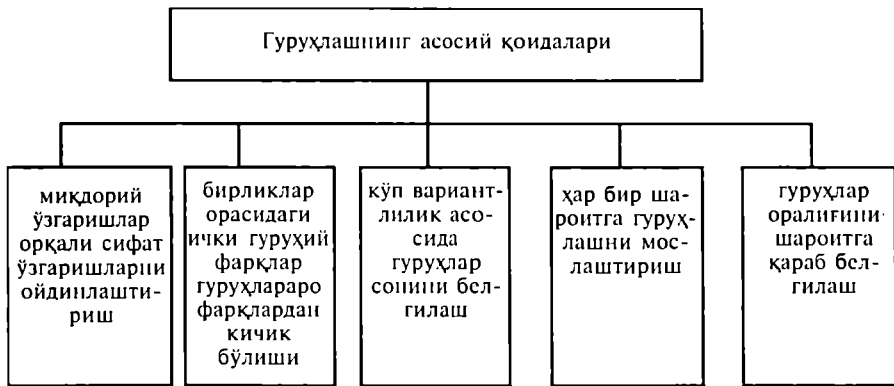 Гуруҳлашнинг асосий қоидалари
миқдорий
ўзгаришлар
орқали сифат
ўзгаришларни
ойдинлашти-
риш
бирликлар
орасидаги
ички гуруҳий
фарқлар
гуруҳлараро
фарқлардан
кичик
бўлиши
кўп вариант-
лилик асо-
сида
гуруҳлар
сонини бел-
гилаш
ҳар бир ша-
роитга гуруҳ-
лашни мос-
лаштириш
гуруҳлар
оралиғини
шароитга
қараб бел-
гилаш